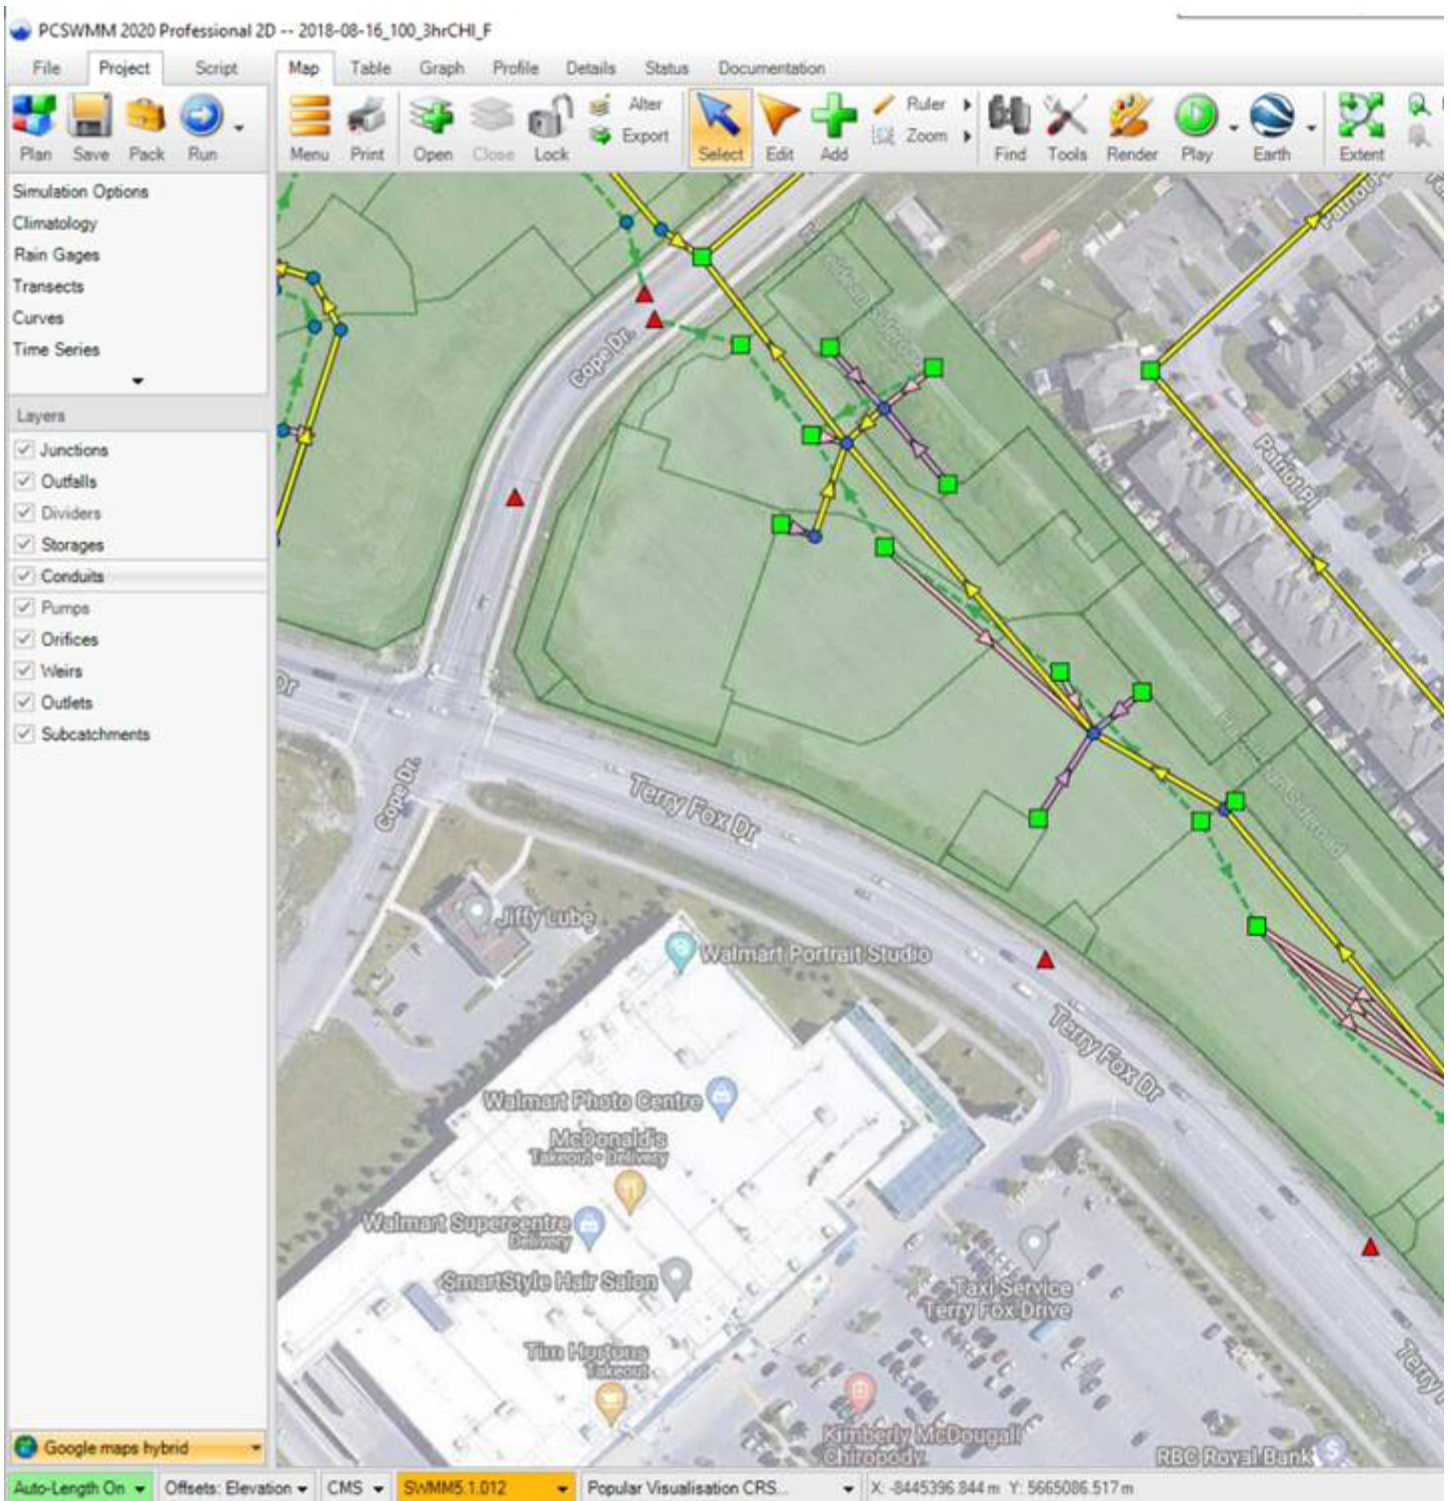 PCSWMM 2020 Professional 2D -- 2018-08-16_100_3hrCHI_F
File Project Script Map Table Graph Profile Details Status Documentation
Plan Save Pack Run Menu Print Open Close Lock Alter Export Select Edit Add Ruler Zoom Find Tools Render Play Earth Extent
Simulation Options
Climatology
Rain Gages
Transects
Curves
Time Series
Layers
Junctions
Outfalls
Dividers
Storages
Conduits
Pumps
Orifices
Weirs
Outlets
Subcatchments
Patriot Pl
Cope Dr.
Patriot Pl
Dr
Terry Fox Dr
Cope Dr.
Jiffy Lube
Walmart Portrait Studio
Terry Fox Dr
Walmart Photo Centre
McDonald's
Takeout • Delivery
Walmart Supercentre
Delivery
SmartStyle Hair Salon
Taxi Service
Terry Fox Drive
Tim Hortons
Takeout
Terry F
Kimberly McDougall
Chiropody
RBC Royal Bank
Google maps hybrid
Auto-Length On Offsets: Elevation CMS SWMM5.1.012 Popular Visualisation CRS... X: -8445396.844 m Y: 5665086.517 m